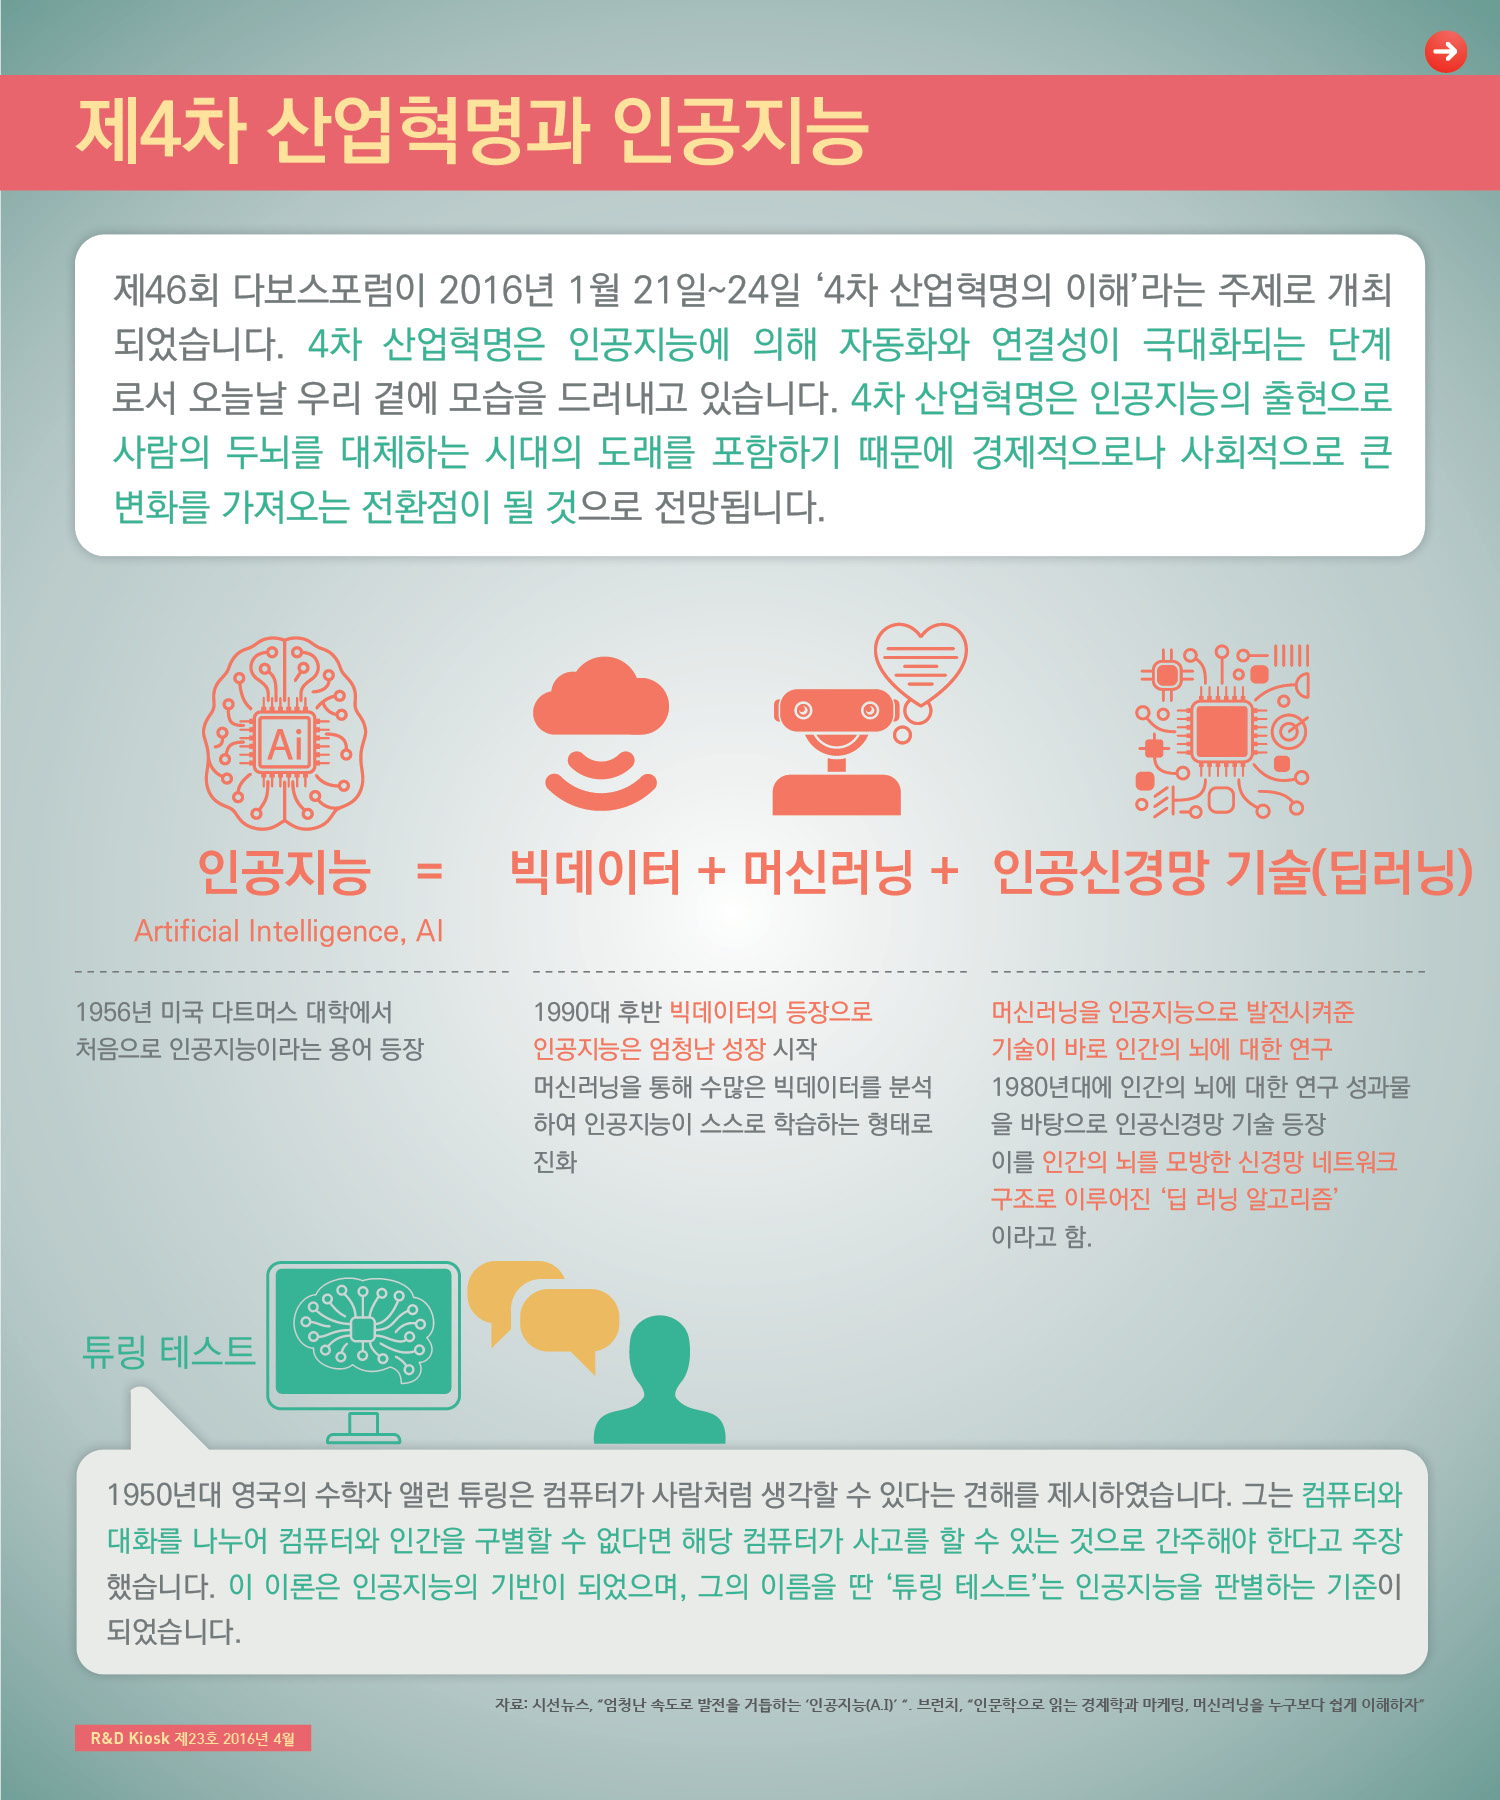 제4차 산업혁명과 인공지능
제46회 다보스포럼이 2016년 1월 21일~24일 ‘4차 산업혁명의 이해’라는 주제로 개최
되었습니다. 4차 산업혁명은 인공지능에 의해 자동화와 연결성이 극대화되는 단계
로서 오늘날 우리 곁에 모습을 드러내고 있습니다. 4차 산업혁명은 인공지능의 출현으로
사람의 두뇌를 대체하는 시대의 도래를 포함하기 때문에 경제적으로나 사회적으로 큰
변화를 가져오는 전환점이 될 것으로 전망됩니다.
Ai
인공지능 = 빅데이터 + 머신러닝 + 인공신경망 기술(딥러닝)
Artificial Intelligence, AI
1956년 미국 다트머스 대학에서
처음으로 인공지능이라는 용어 등장
1990대 후반 빅데이터의 등장으로
인공지능은 엄청난 성장 시작
머신러닝을 통해 수많은 빅데이터를 분석
하여 인공지능이 스스로 학습하는 형태로
진화
머신러닝을 인공지능으로 발전시켜준
기술이 바로 인간의 뇌에 대한 연구
1980년대에 인간의 뇌에 대한 연구 성과물
을 바탕으로 인공신경망 기술 등장
이를 인간의 뇌를 모방한 신경망 네트워크
구조로 이루어진 ‘딥 러닝 알고리즘’
이라고 함.
튜링 테스트
1950년대 영국의 수학자 앨런 튜링은 컴퓨터가 사람처럼 생각할 수 있다는 견해를 제시하였습니다. 그는 컴퓨터와
대화를 나누어 컴퓨터와 인간을 구별할 수 없다면 해당 컴퓨터가 사고를 할 수 있는 것으로 간주해야 한다고 주장
했습니다. 이 이론은 인공지능의 기반이 되었으며, 그의 이름을 딴 ‘튜링 테스트’는 인공지능을 판별하는 기준이
되었습니다.
자료: 시선뉴스, “엄청난 속도로 발전을 거듭하는 ‘인공지능(A.I)’ “. 브런치, “인문학으로 읽는 경제학과 마케팅, 머신러닝을 누구보다 쉽게 이해하자”
R&D Kiosk 제23호 2016년 4월